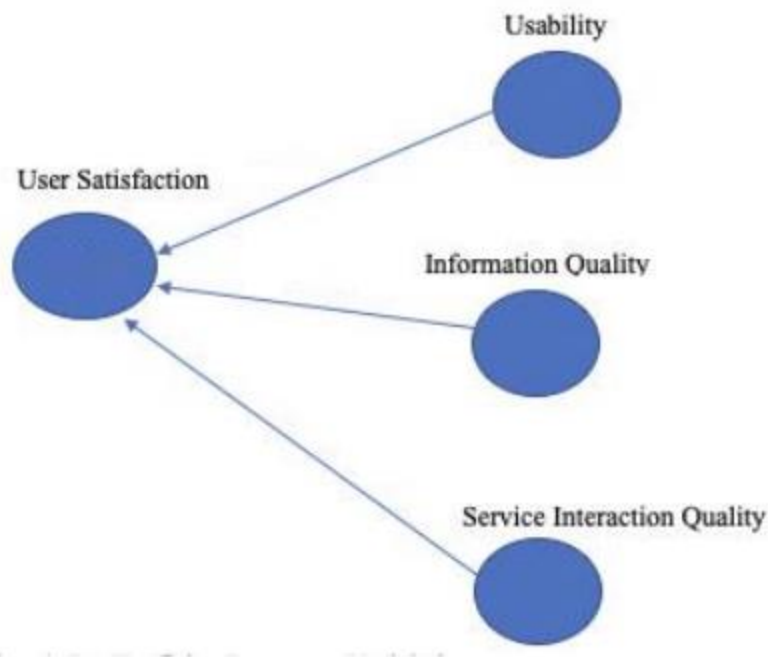 Usability
User Satisfaction
Information Quality
Service Interaction Quality